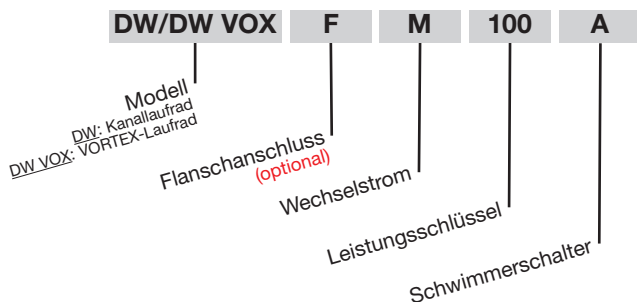 DW/DW VOX F M 100 A
Modell
DW: Kanallaufrad
DW VOX: VORTEX-Laufrad
Flanschanschluss
(optional)
Wechselstrom
Leistungsschlüssel
Schwimmerschalter